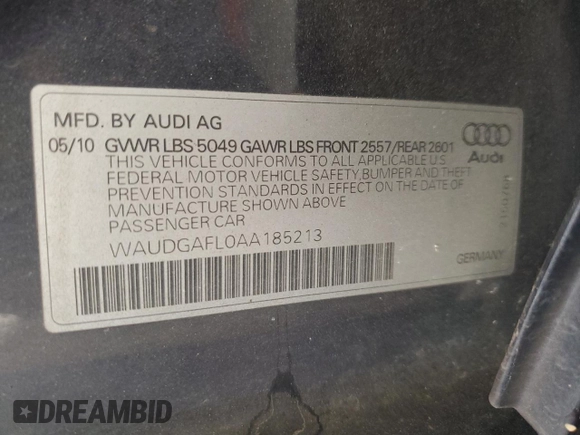 MFD. BY AUDI AG
05/10 GVWR LBS 5049 GAWR LBS FRONT 2557/REAR 2601
THIS VEHICLE CONFORMS TO ALL APPLICABLE U.S.
FEDERAL MOTOR VEHICLE SAFETY,BUMPER AND THEFT
PREVENTION STANDARDS IN EFFECT ON THE DATE OF
MANUFACTURE SHOWN ABOVE
PASSENGER CAR
WAUDGAFL0AA185213
Audi
GERMANY
DREAMBID